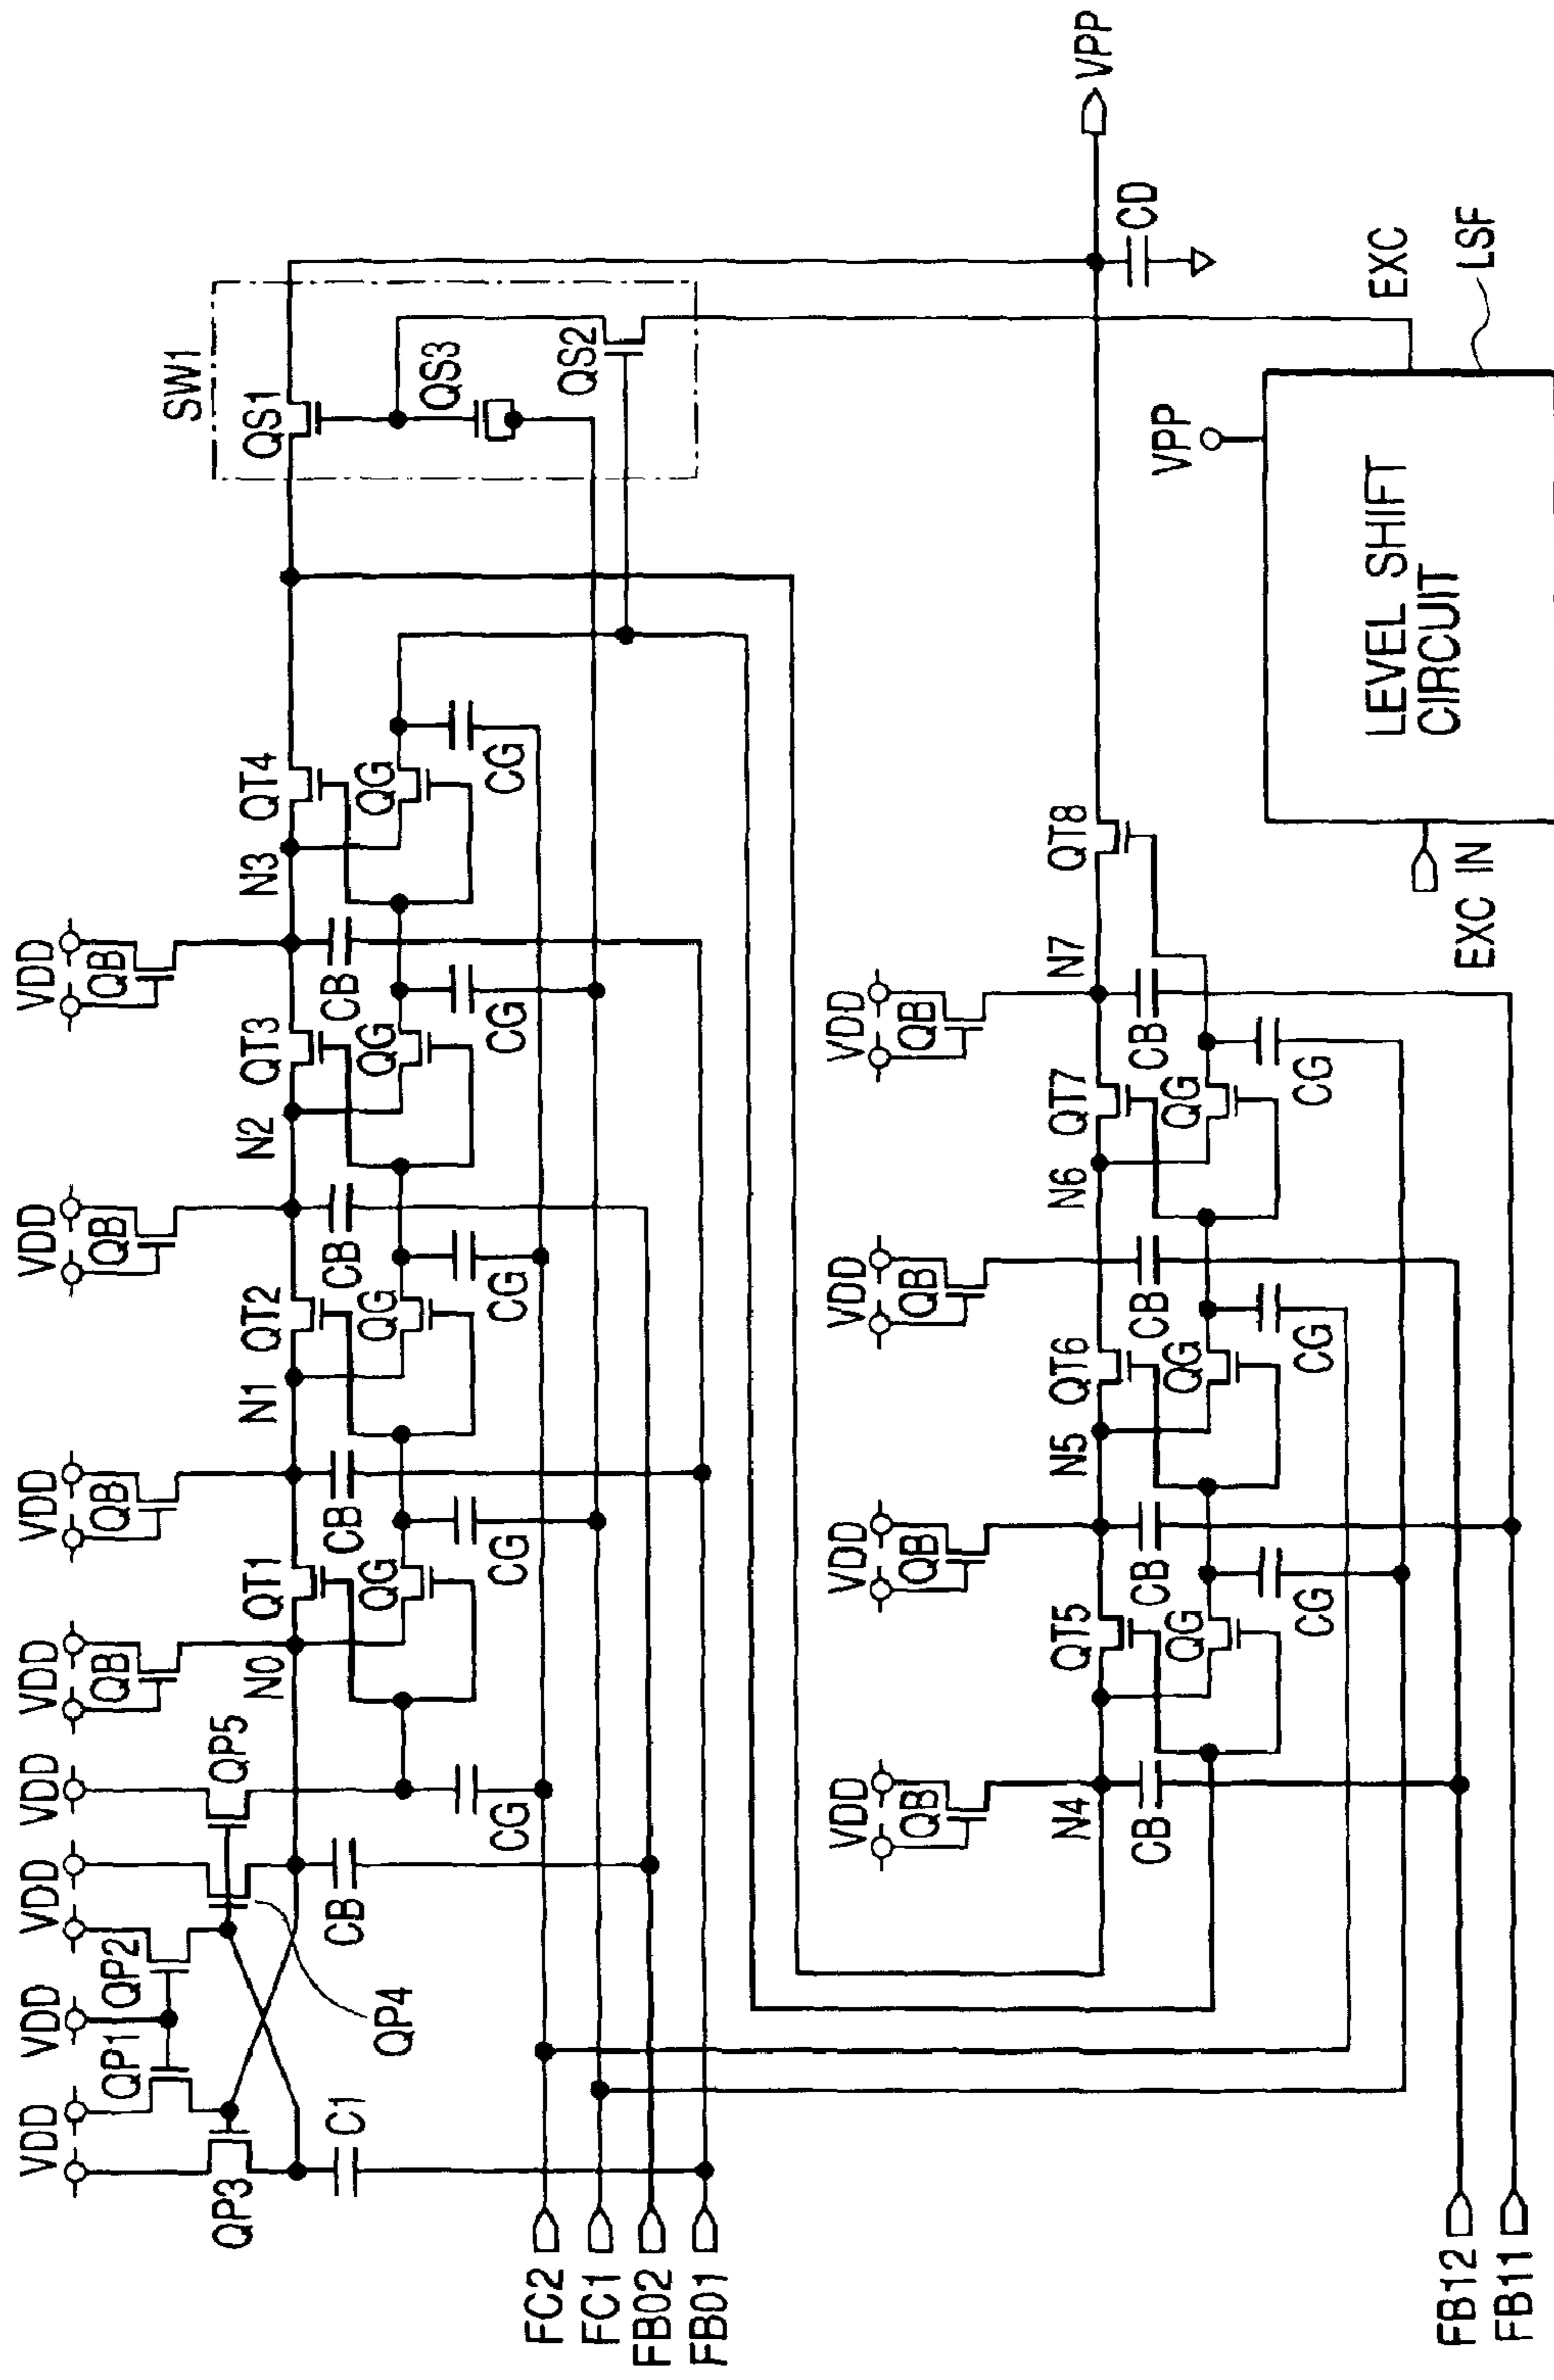 VDD
VDD
VDD
VDD
VDD
VDD
VDD
VDD
QP3
QP1
QP2
QP4
QP5
QB
QB
QB
QB
C1
CB
CG
N0
QT1
QG
CB
CG
N1
QT2
QG
CB
CG
N2
QT3
QG
CB
CG
N3
QT4
QG
CG
SW1
QS1
QS3
QS2
FC2
FC1
FB02
FB01
VDD
VDD
VDD
VDD
QB
QB
QB
QB
N4
CB
QT5
QG
CB
CG
N5
QT6
QG
CB
CG
N6
QT7
QG
CB
CG
N7
QT8
CD
VPP
FB12
FB11
EXC IN
LEVEL SHIFT
CIRCUIT
VPP
EXC
LSF